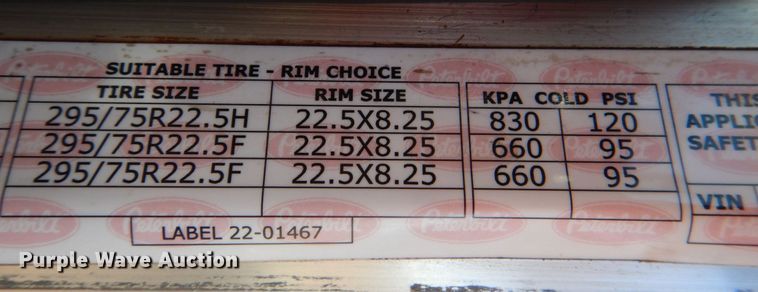 SUITABLE TIRE - RIM CHOICE
TIRE SIZE RIM SIZE KPA COLD PSI
295/75R22.5H 22.5X8.25 830 120
295/75R22.5F 22.5X8.25 660 95
295/75R22.5F 22.5X8.25 660 95
THIS
APPLIC
SAFET
VIN
LABEL 22-01467
Peterbilt
Purple Wave Auction